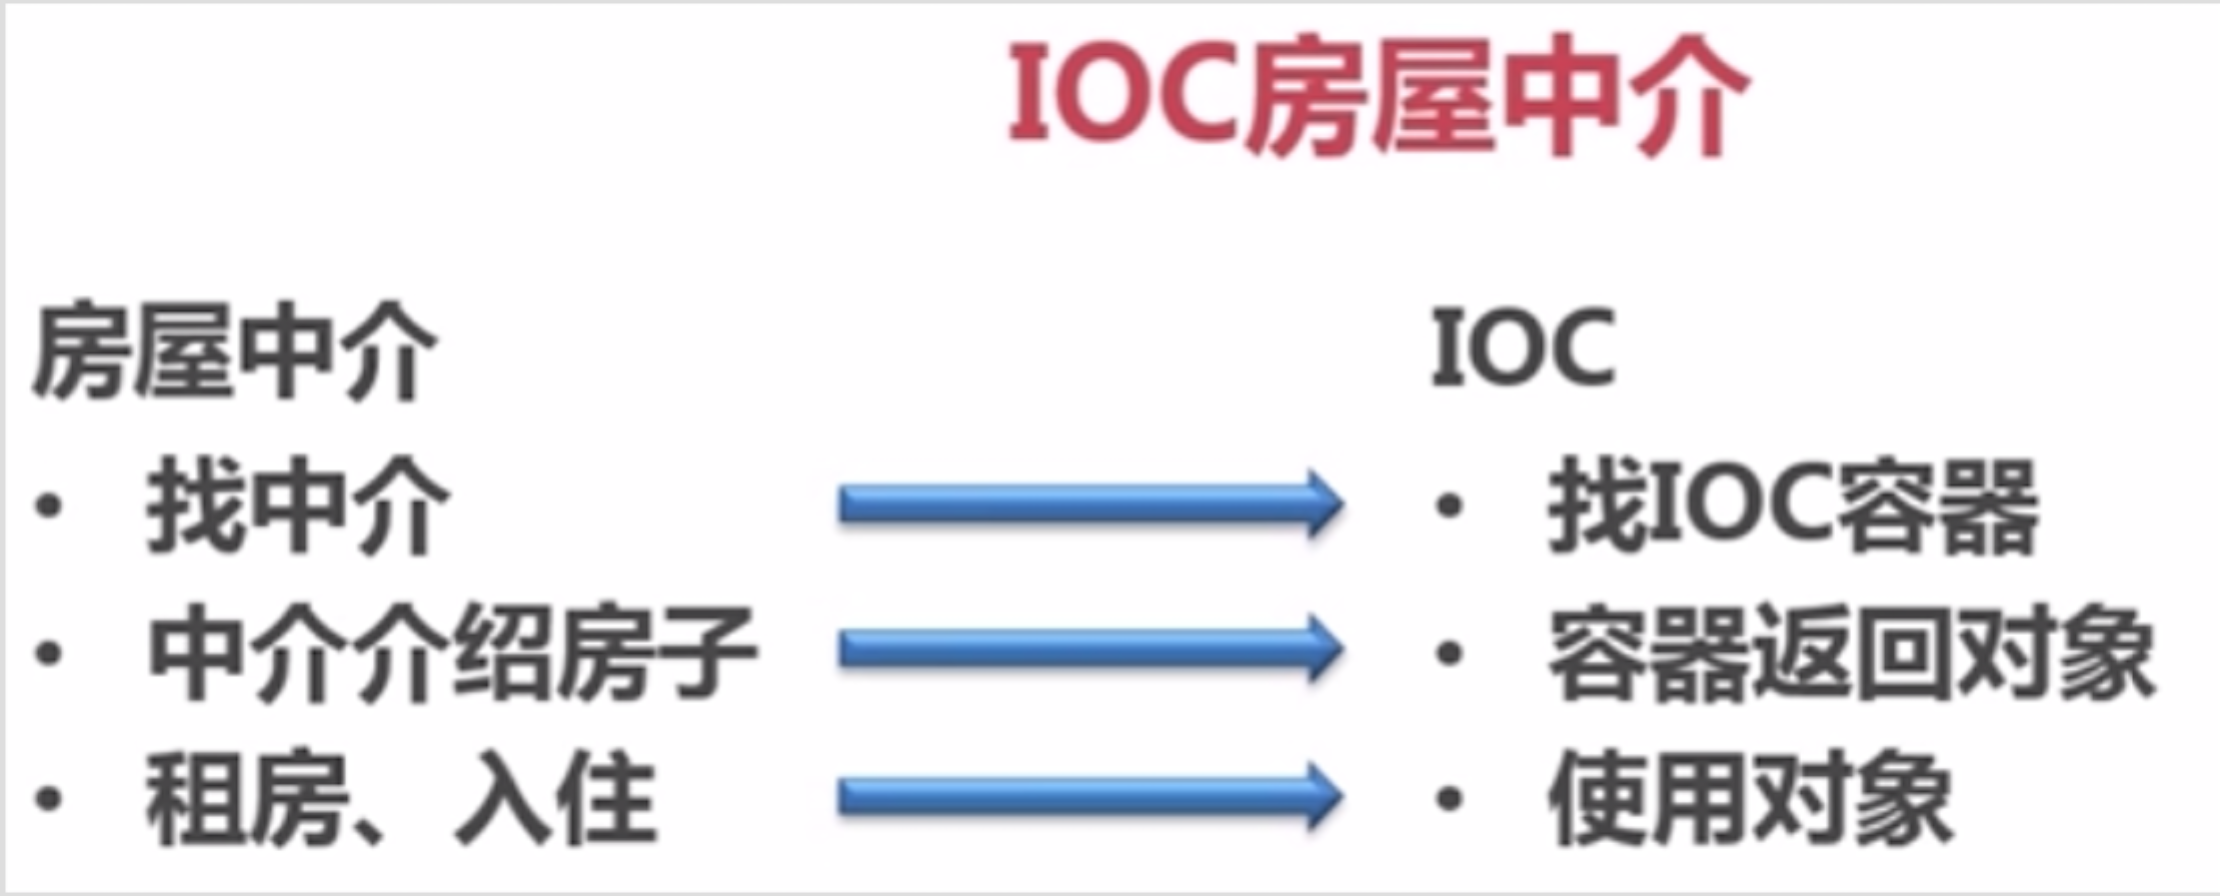 IOC房屋中介
房屋中介
• 找中介
• 中介介绍房子
• 租房、入住
IOC
• 找IOC容器
• 容器返回对象
• 使用对象